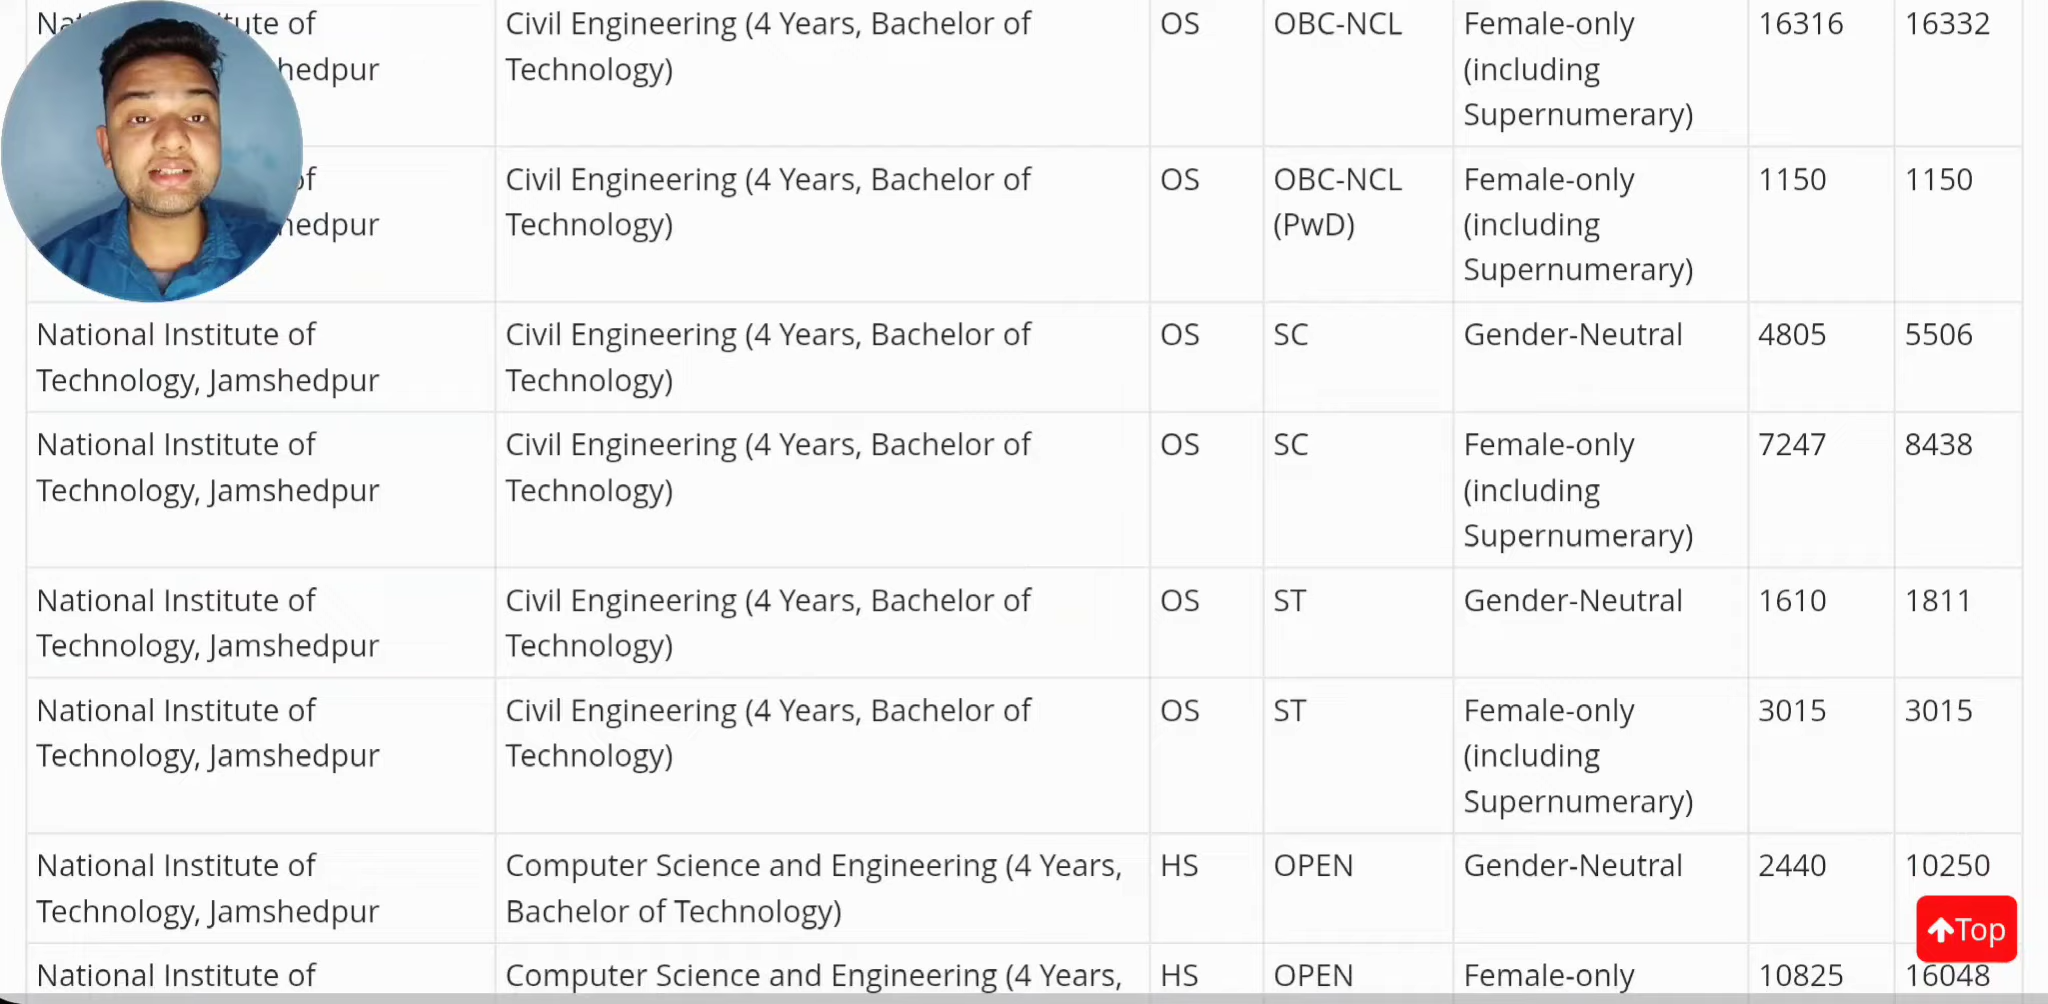 Civil Engineering (4 Years, Bachelor of Technology) OS OBC-NCL Female-only (including Supernumerary) 16316 16332
Civil Engineering (4 Years, Bachelor of Technology) OS OBC-NCL (PwD) Female-only (including Supernumerary) 1150 1150
National Institute of Technology, Jamshedpur Civil Engineering (4 Years, Bachelor of Technology) OS SC Gender-Neutral 4805 5506
National Institute of Technology, Jamshedpur Civil Engineering (4 Years, Bachelor of Technology) OS SC Female-only (including Supernumerary) 7247 8438
National Institute of Technology, Jamshedpur Civil Engineering (4 Years, Bachelor of Technology) OS ST Gender-Neutral 1610 1811
National Institute of Technology, Jamshedpur Civil Engineering (4 Years, Bachelor of Technology) OS ST Female-only (including Supernumerary) 3015 3015
National Institute of Technology, Jamshedpur Computer Science and Engineering (4 Years, Bachelor of Technology) HS OPEN Gender-Neutral 2440 10250
Top
National Institute of Computer Science and Engineering (4 Years, HS OPEN Female-only 10825 16048